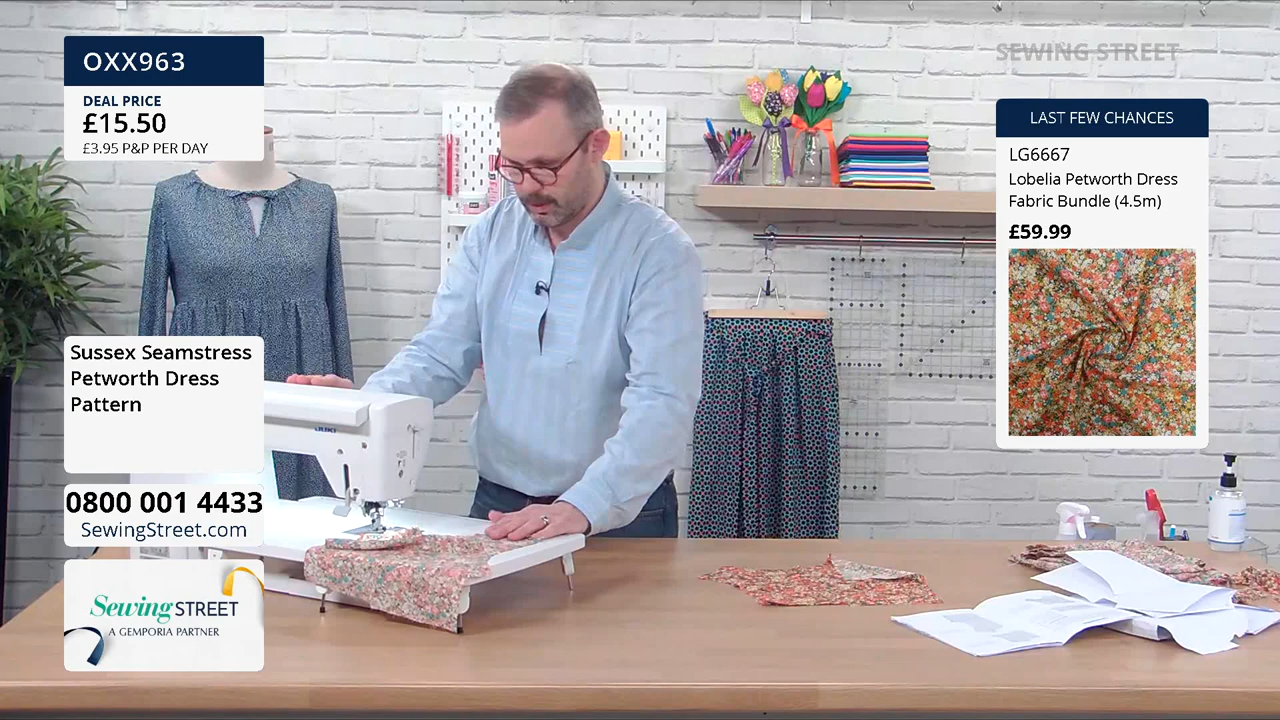 OXX963
DEAL PRICE
£15.50
£3.95 P&P PER DAY
Sussex Seamstress
Petworth Dress
Pattern
0800 001 4433
SewingStreet.com
Sewing STREET
A GEMPORIA PARTNER
SEWING STREET
LAST FEW CHANCES
LG6667
Lobelia Petworth Dress
Fabric Bundle (4.5m)
£59.99
JUKI